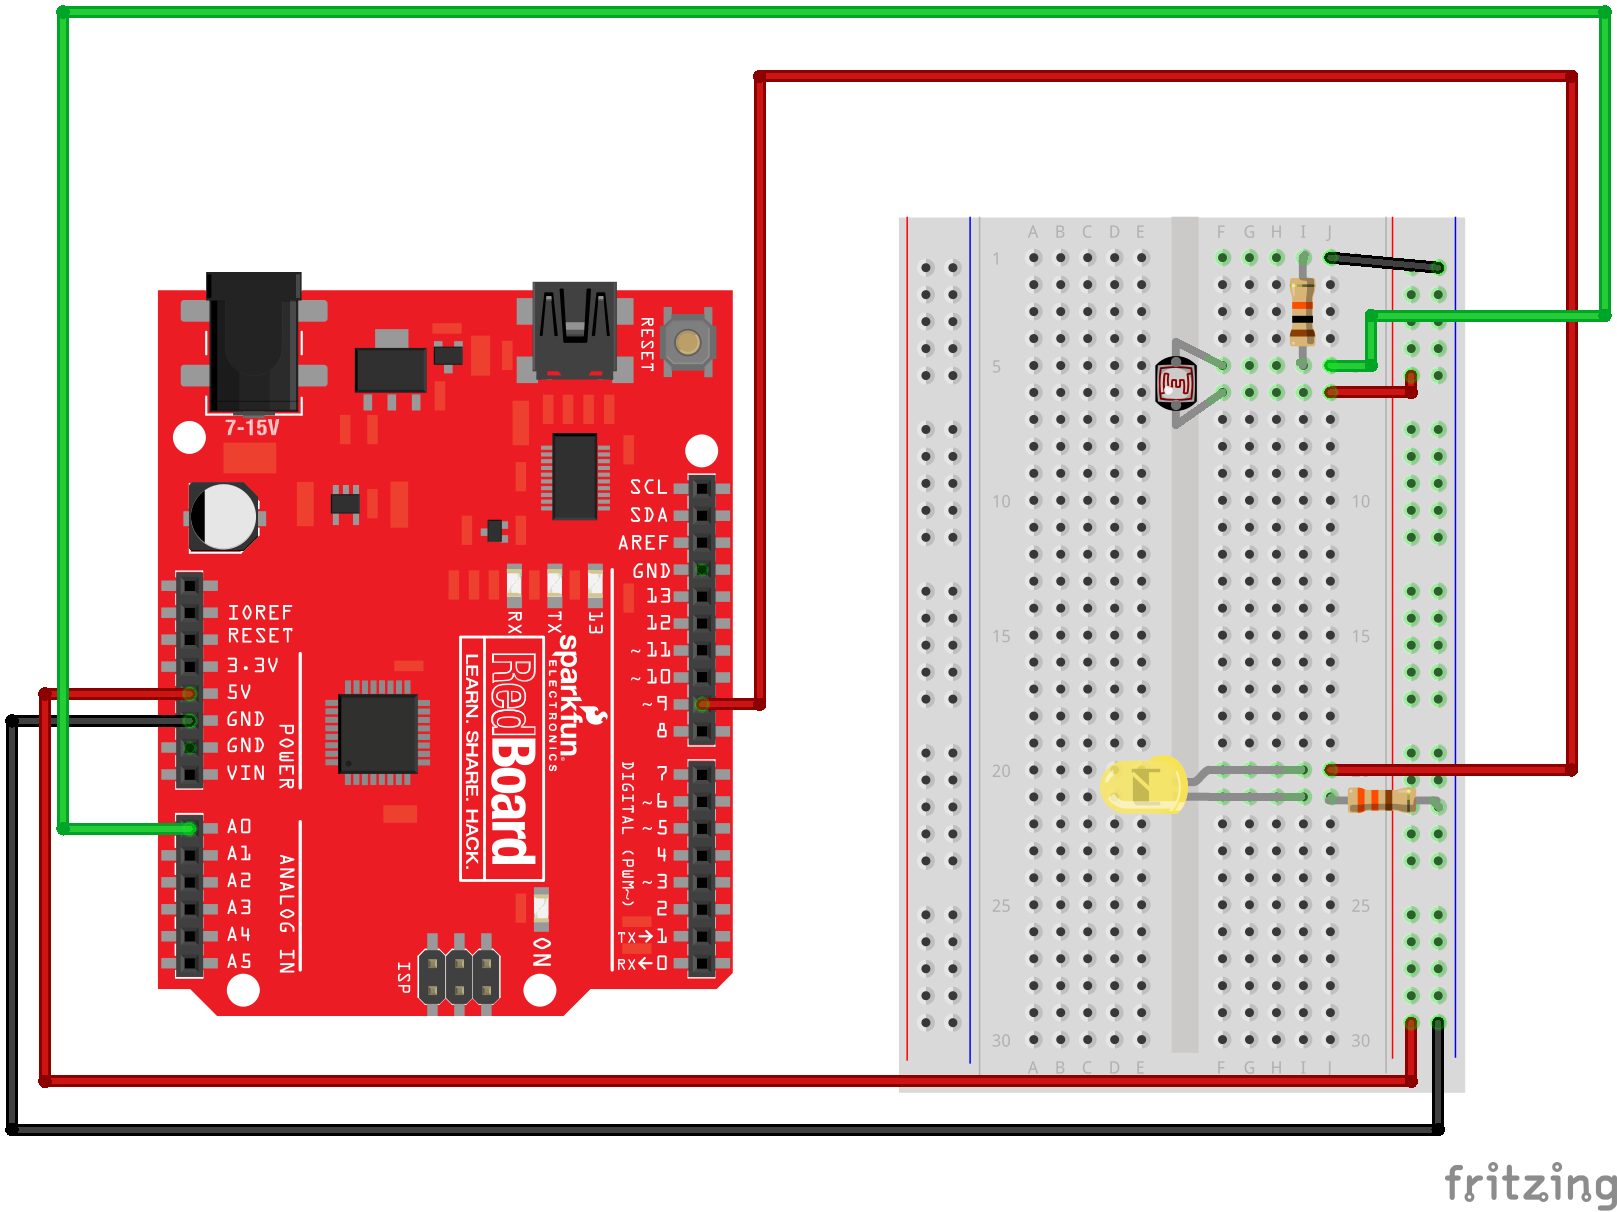 A B C D E F G H I J
1
5
10 10
15 15
20 20
25 25
30 30
A B C D E F G H I J
7-15V
RESET
SCL
SDA
AREF
GND
13
12
~11
~10
~9
8
7
~6
~5
4
~3
2
TX→1
RX←0
DIGITAL (PWM~)
RX
TX
13
IOREF
RESET
3.3V
5V
GND
GND
VIN
POWER
A0
A1
A2
A3
A4
A5
ANALOG IN
sparkfun
ELECTRONICS
RedBoard
LEARN. SHARE. HACK.
ON
ISP
fritzing